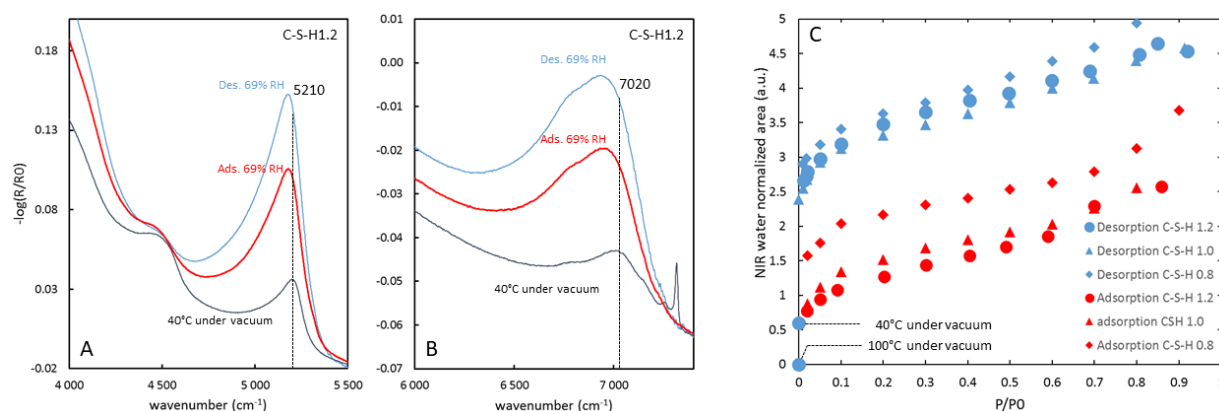 C-S-H1.2
0.18
0.13
0.08
0.03
-0.02
-log(R/R0)
Des. 69% RH
5210
Ads. 69% RH
40°C under vacuum
A
4 000
4 500
5 000
5 500
wavenumber (cm-1)
C-S-H1.2
0.01
0.00
-0.01
-0.02
-0.03
-0.04
-0.05
-0.06
-0.07
Des. 69% RH
7020
Ads. 69% RH
40°C under vacuum
B
6 000
6 500
7 000
wavenumber (cm-1)
C
5
4.5
4
3.5
3
2.5
2
1.5
1
0.5
0
NIR water normalized area (a.u.)
Desorption C-S-H 1.2
Desorption C-S-H 1.0
Desorption C-S-H 0.8
Adsorption C-S-H 1.2
adsorption CSH 1.0
Adsorption C-S-H 0.8
40°C under vacuum
100°C under vacuum
0
0.1
0.2
0.3
0.4
0.5
0.6
0.7
0.8
0.9
1
P/P0